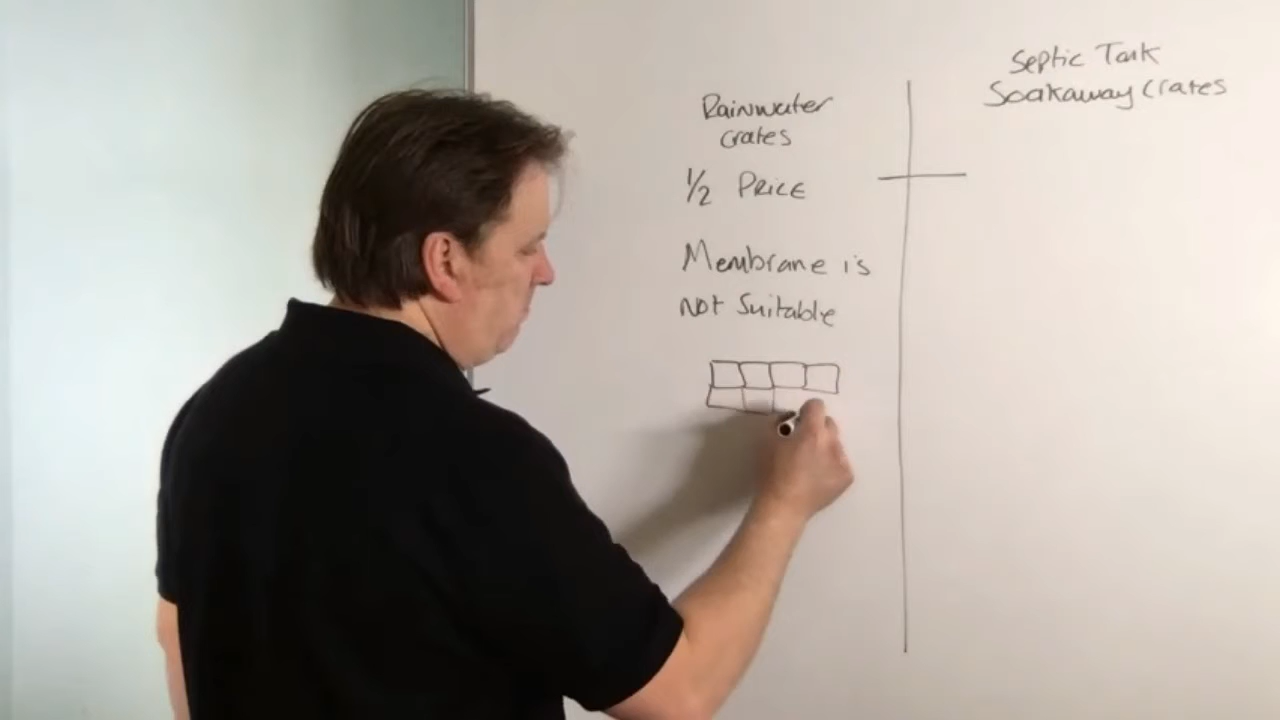 Rainwater
crates
1/2 PRICE
Membrane is
not Suitable
Septic Tank
Soakaway Crates